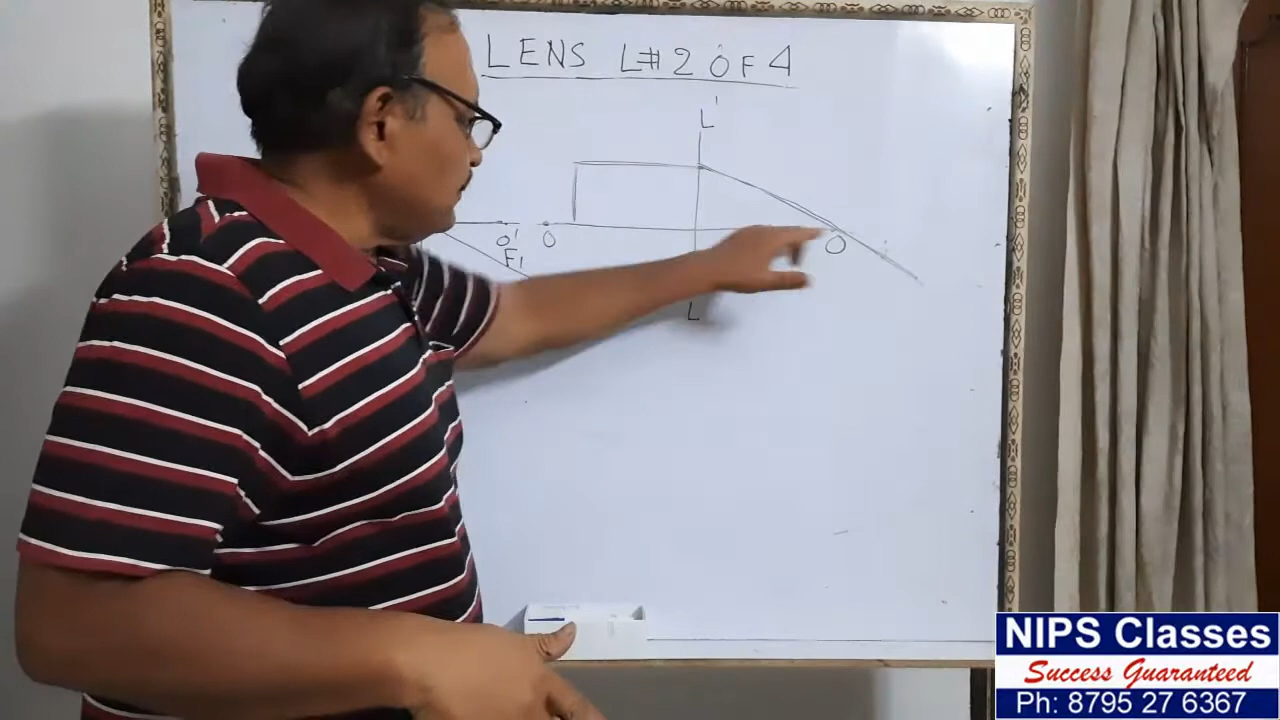 LENS L#2 OF 4
L'
O' O O
F1
L
NIPS Classes
Success Guaranteed
Ph: 8795 27 6367